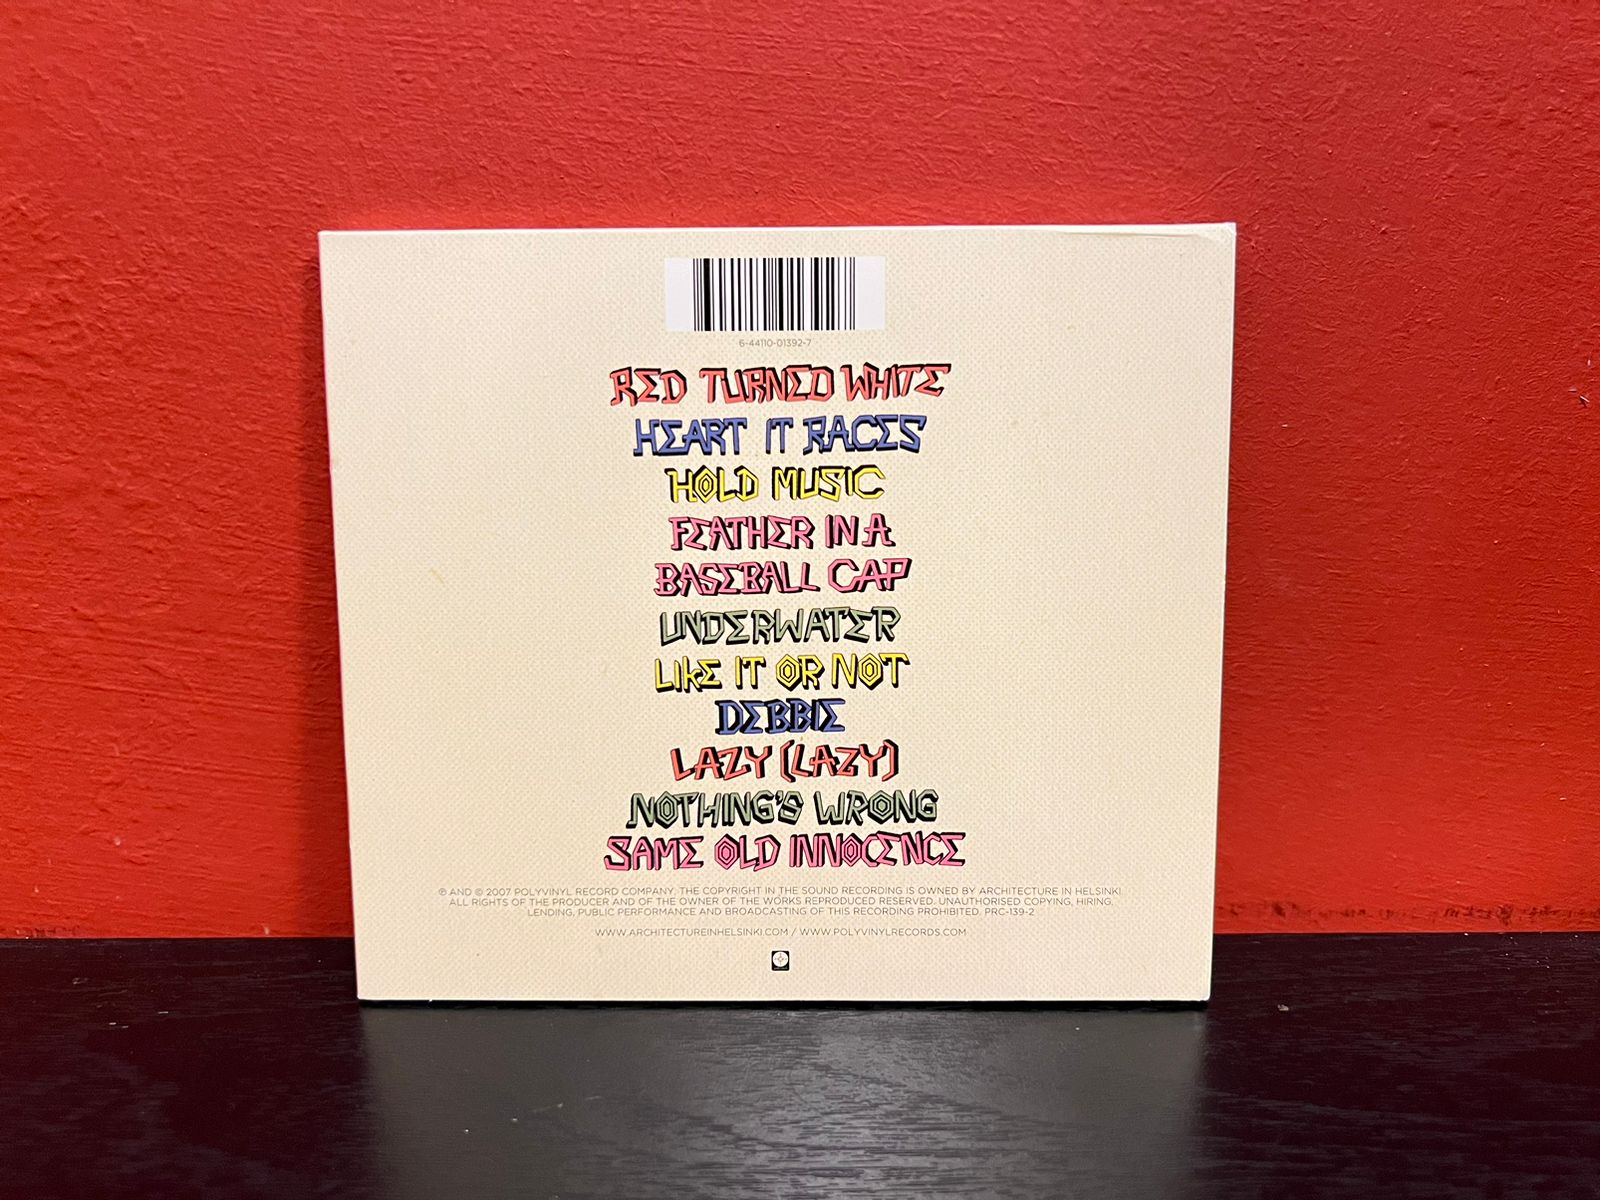 6-44110-01392-7
RED TURNED WHITE
HEART IT RACES
HOLD MUSIC
FEATHER IN A
BASEBALL CAP
UNDERWATER
LIkE IT OR NOT
DEBBIE
LAZY (LAZY)
NOTHING'S WRONG
SAME OLD INNOCENCE
℗ AND © 2007 POLYVINYL RECORD COMPANY. THE COPYRIGHT IN THE SOUND RECORDING IS OWNED BY ARCHITECTURE IN HELSINKI.
ALL RIGHTS OF THE PRODUCER AND OF THE OWNER OF THE WORKS REPRODUCED RESERVED. UNAUTHORISED COPYING, HIRING,
LENDING, PUBLIC PERFORMANCE AND BROADCASTING OF THIS RECORDING PROHIBITED. PRC-139-2
WWW.ARCHITECTUREINHELSINKI.COM / WWW.POLYVINYLRECORDS.COM